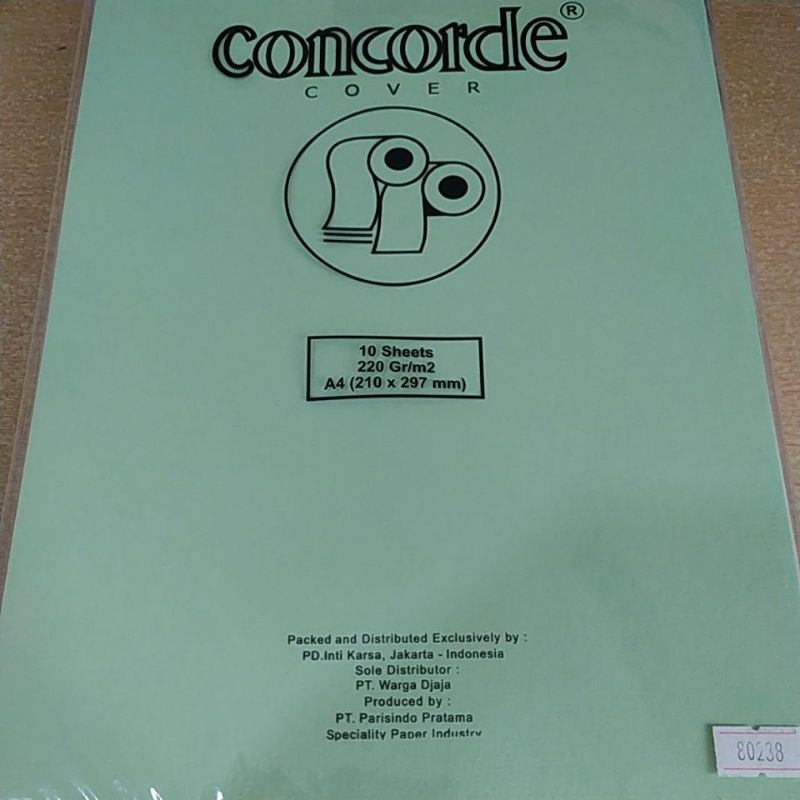 concorde®
COVER
10 Sheets
220 Gr/m2
A4 (210 x 297 mm)
Packed and Distributed Exclusively by :
PD.Inti Karsa, Jakarta - Indonesia
Sole Distributor :
PT. Warga Djaja
Produced by :
PT. Parisindo Pratama
Speciality Paper Industry
80238